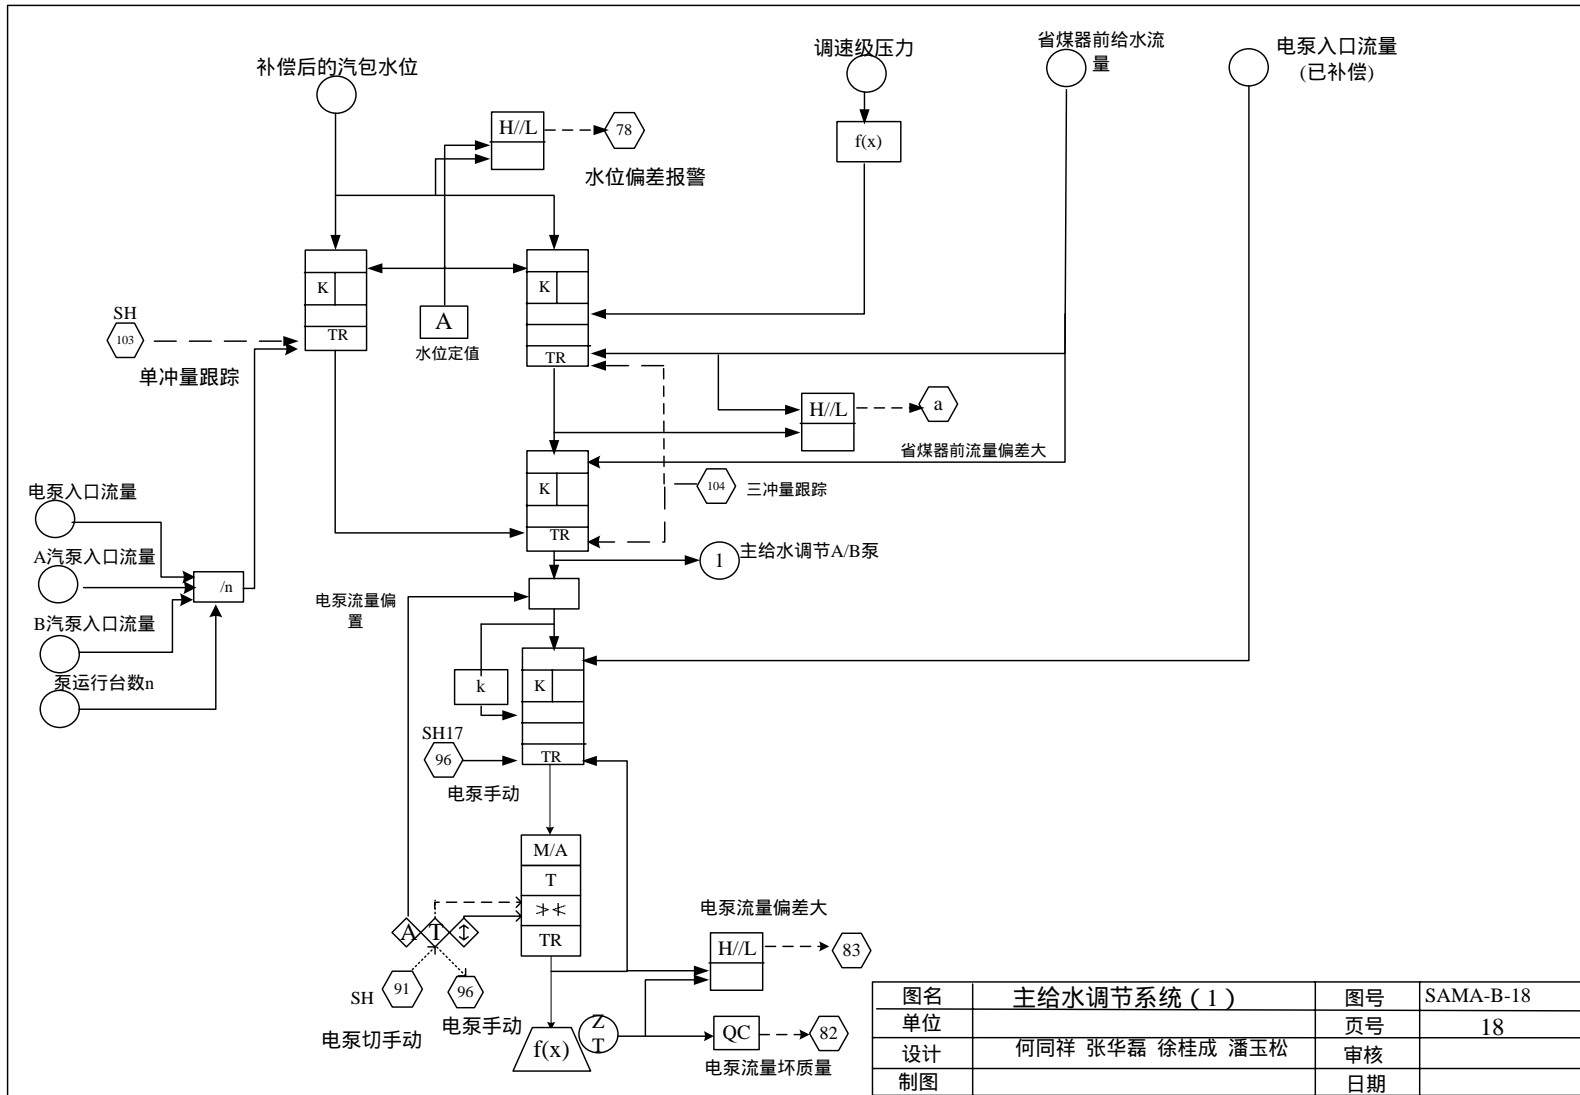 补偿后的汽包水位
调速级压力
省煤器前给水流
量
电泵入口流量
(已补偿)
H//L
78
水位偏差报警
f(x)
K
TR
K
TR
SH
103
单冲量跟踪
A
水位定值
H//L
a
省煤器前流量偏差大
K
TR
104
三冲量跟踪
电泵入口流量
A汽泵入口流量
B汽泵入口流量
泵运行台数n
/n
1
主给水调节A/B泵
电泵流量偏
置
k
K
TR
SH17
96
电泵手动
M/A
T
TR
A
T
SH
91
96
电泵切手动
电泵手动
电泵流量偏差大
H//L
83
f(x)
Z
T
QC
82
电泵流量坏质量
图名 主给水调节系统（1） 图号 SAMA-B-18
单位 页号 18
设计 何同祥 张华磊 徐桂成 潘玉松 审核
制图 日期